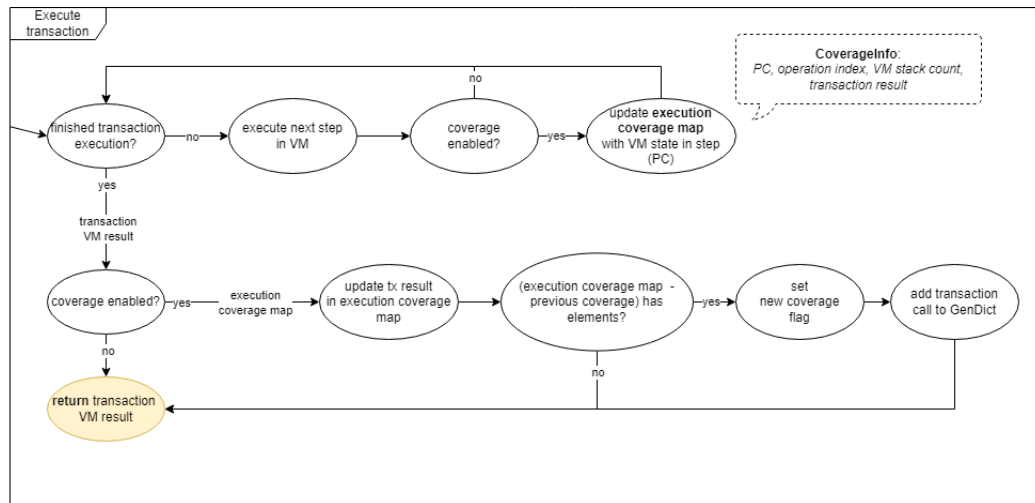 Execute
transaction
CoverageInfo:
PC, operation index, VM stack count,
transaction result
no
finished transaction
execution?
no
execute next step
in VM
coverage
enabled?
yes
update execution
coverage map
with VM state in step
(PC)
yes
transaction
VM result
coverage enabled?
yes
execution
coverage map
update tx result
in execution coverage
map
(execution coverage map -
previous coverage) has
elements?
yes
set
new coverage
flag
add transaction
call to GenDict
no
no
return transaction
VM result